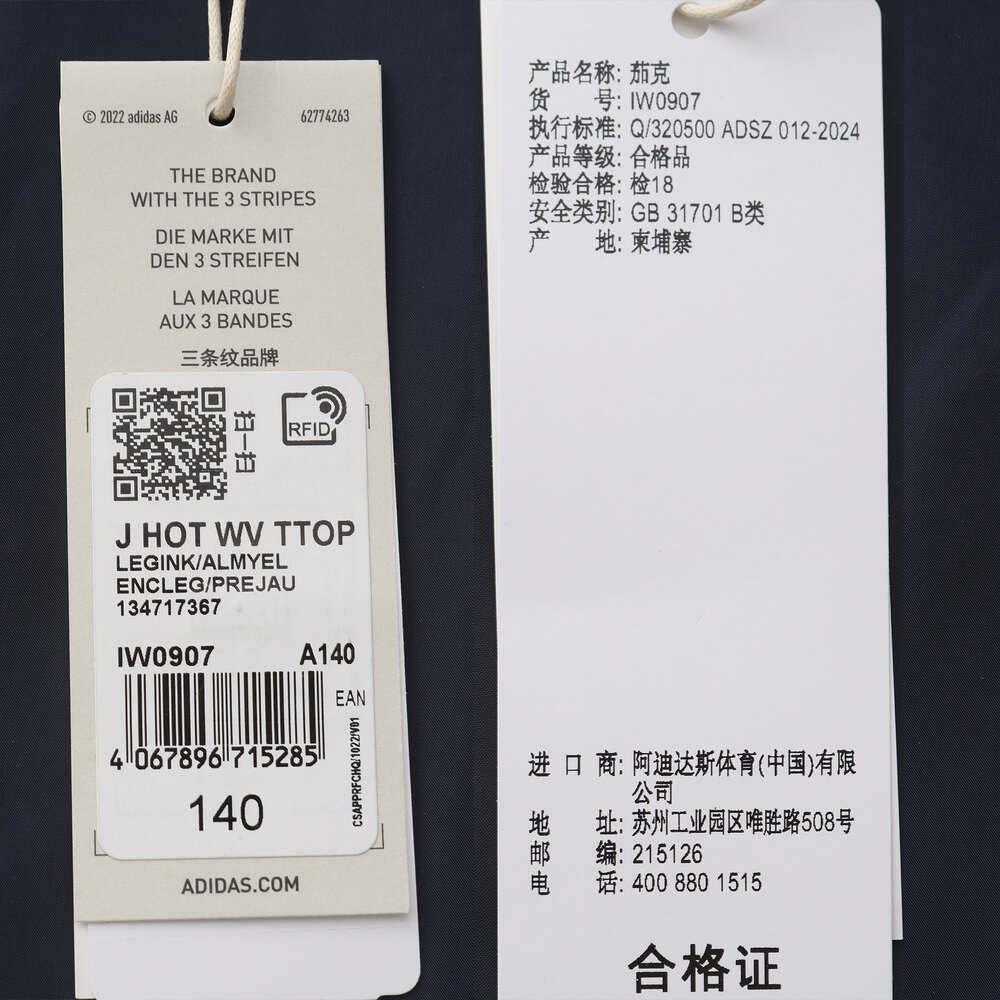 © 2022 adidas AG 62774263
THE BRAND
WITH THE 3 STRIPES
DIE MARKE MIT
DEN 3 STREIFEN
LA MARQUE
AUX 3 BANDES
三条纹品牌
扫一扫
RFID
J HOT WV TTOP
LEGINK/ALMYEL
ENCLEG/PREJAU
134717367
IW0907 A140
EAN
4 067896 715285
CSAPPRFCHQ/1022/V01
140
ADIDAS.COM
产品名称: 茄克
货 号: IW0907
执行标准: Q/320500 ADSZ 012-2024
产品等级: 合格品
检验合格: 检18
安全类别: GB 31701 B类
产 地: 柬埔寨
进 口 商: 阿迪达斯体育(中国)有限
公司
地 址: 苏州工业园区唯胜路508号
邮 编: 215126
电 话: 400 880 1515
合格证